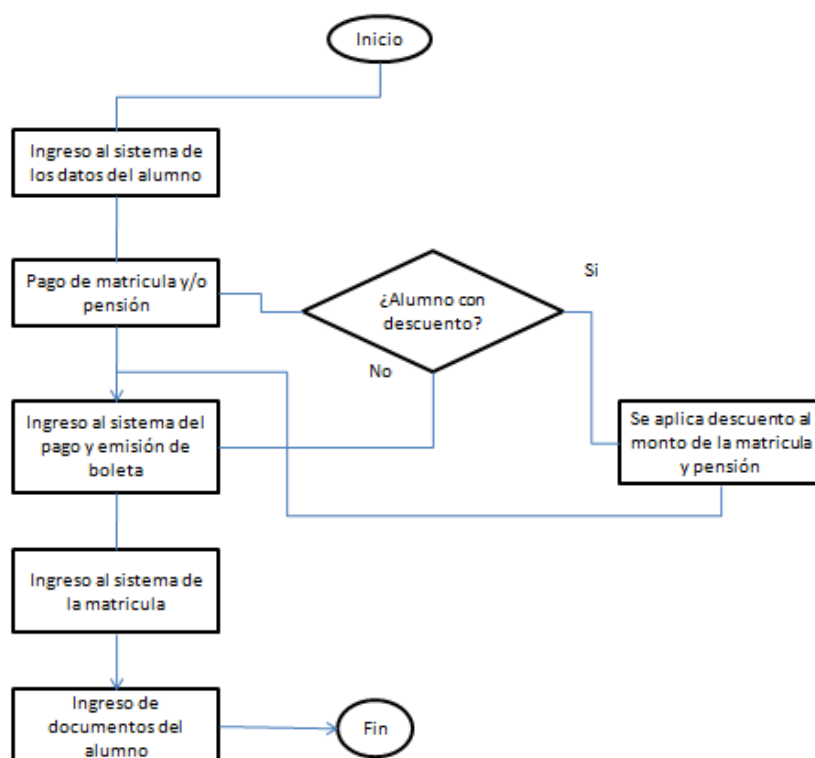 Inicio
Ingreso al sistema de
los datos del alumno
Pago de matricula y/o
pensión
¿Alumno con
descuento?
Si
No
Ingreso al sistema del
pago y emisión de
boleta
Se aplica descuento al
monto de la matricula
y pensión
Ingreso al sistema de
la matricula
Ingreso de
documentos del
alumno
Fin